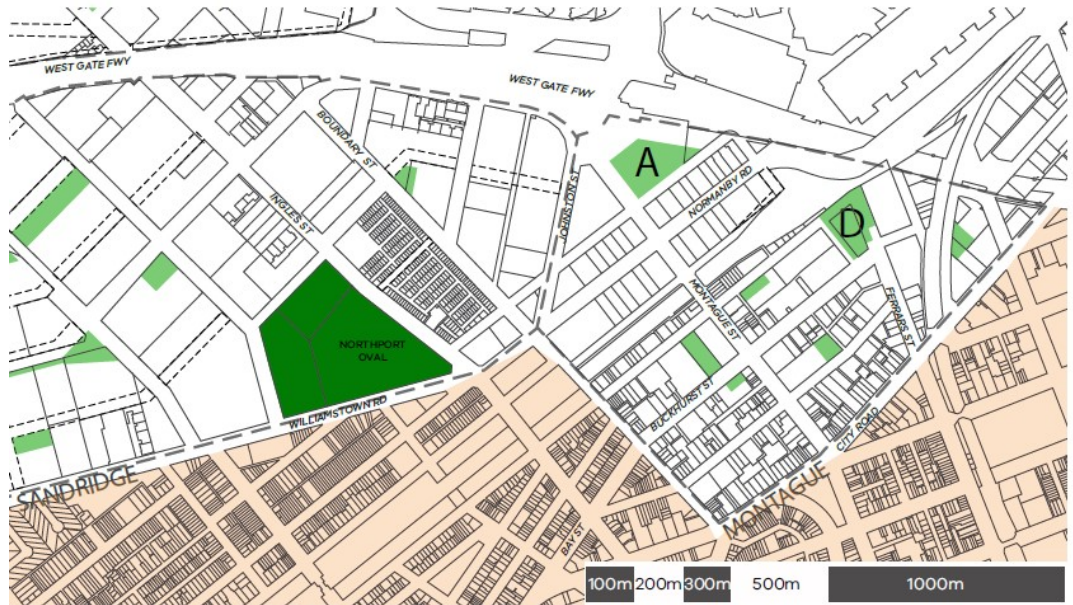 WEST GATE FWY
WEST GATE FWY
BOUNDARY ST
A
JOHNSTON ST
NORMANBY RD
INGLES ST
D
MONTAGUE ST
FERRARS ST
NORTHPORT
OVAL
BUCKHURST ST
WILLIAMSTOWN RD
CITY ROAD
SANDRIDGE
MONTAGUE
BAY ST
100m 200m 300m 500m 1000m